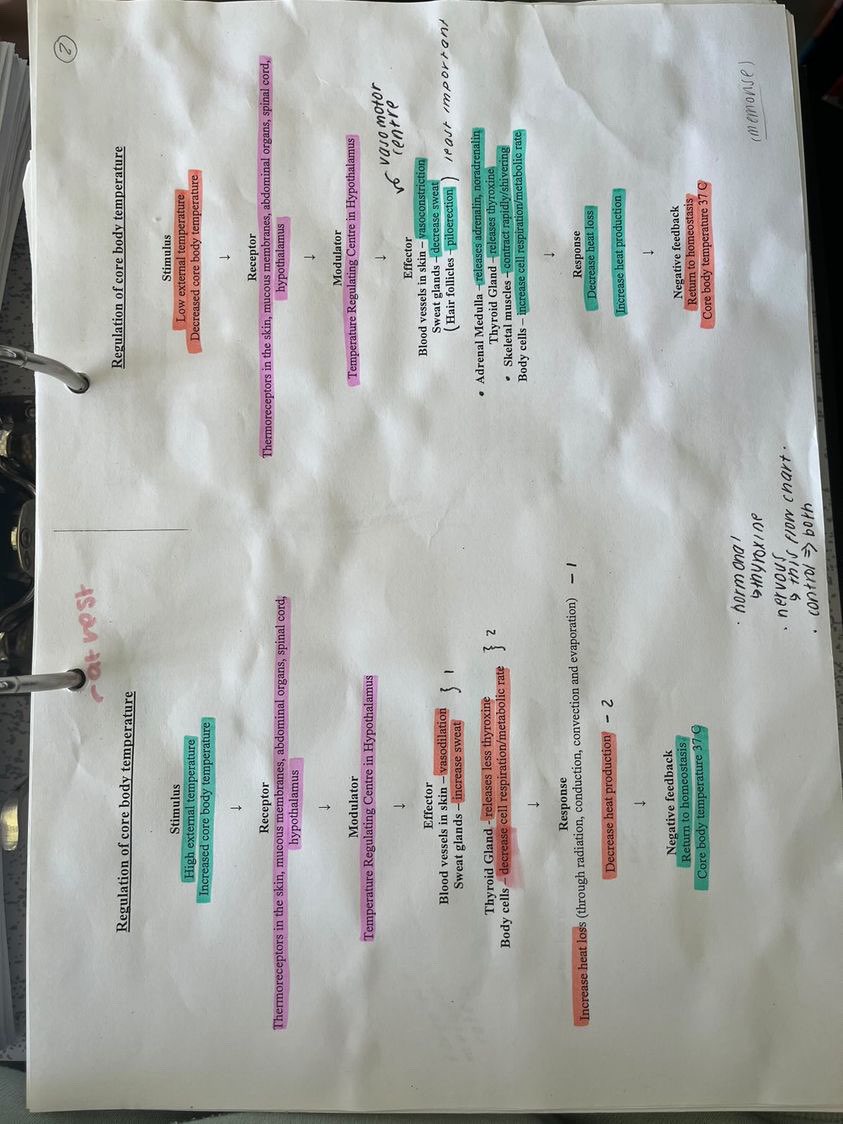 ②
~at rest
Regulation of core body temperature
Stimulus
High external temperature
Increased core body temperature
↓
Receptor
Thermoreceptors in the skin, mucous membranes, abdominal organs, spinal cord,
hypothalamus
↓
Modulator
Temperature Regulating Centre in Hypothalamus
↓
Effector
Blood vessels in skin – vasodilation
Sweat glands – increase sweat } 1
Thyroid Gland - releases less thyroxine
Body cells – decrease cell respiration/metabolic rate } 2
↓
Response
Increase heat loss (through radiation, conduction, convection and evaporation) – 1
Decrease heat production – 2
↓
Negative feedback
Return to homeostasis
Core body temperature 37°C
Regulation of core body temperature
Stimulus
Low external temperature
Decreased core body temperature
↓
Receptor
Thermoreceptors in the skin, mucous membranes, abdominal organs, spinal cord,
hypothalamus
↓
Modulator
Temperature Regulating Centre in Hypothalamus
↓
vasomotor
centre
Effector
Blood vessels in skin – vasoconstriction
Sweat glands – decrease sweat
(Hair follicles – piloerection) least important
• Adrenal Medulla – releases adrenalin, noradrenalin
Thyroid Gland – releases thyroxine
• Skeletal muscles – contract rapidly/shivering
Body cells – increase cell respiration/metabolic rate
↓
Response
Decrease heat loss
Increase heat production
↓
Negative feedback
Return to homeostasis
Core body temperature 37°C
(memorise)
· hormonal
↳ thyroxine
· nervous
↳ this flow chart.
· control => both